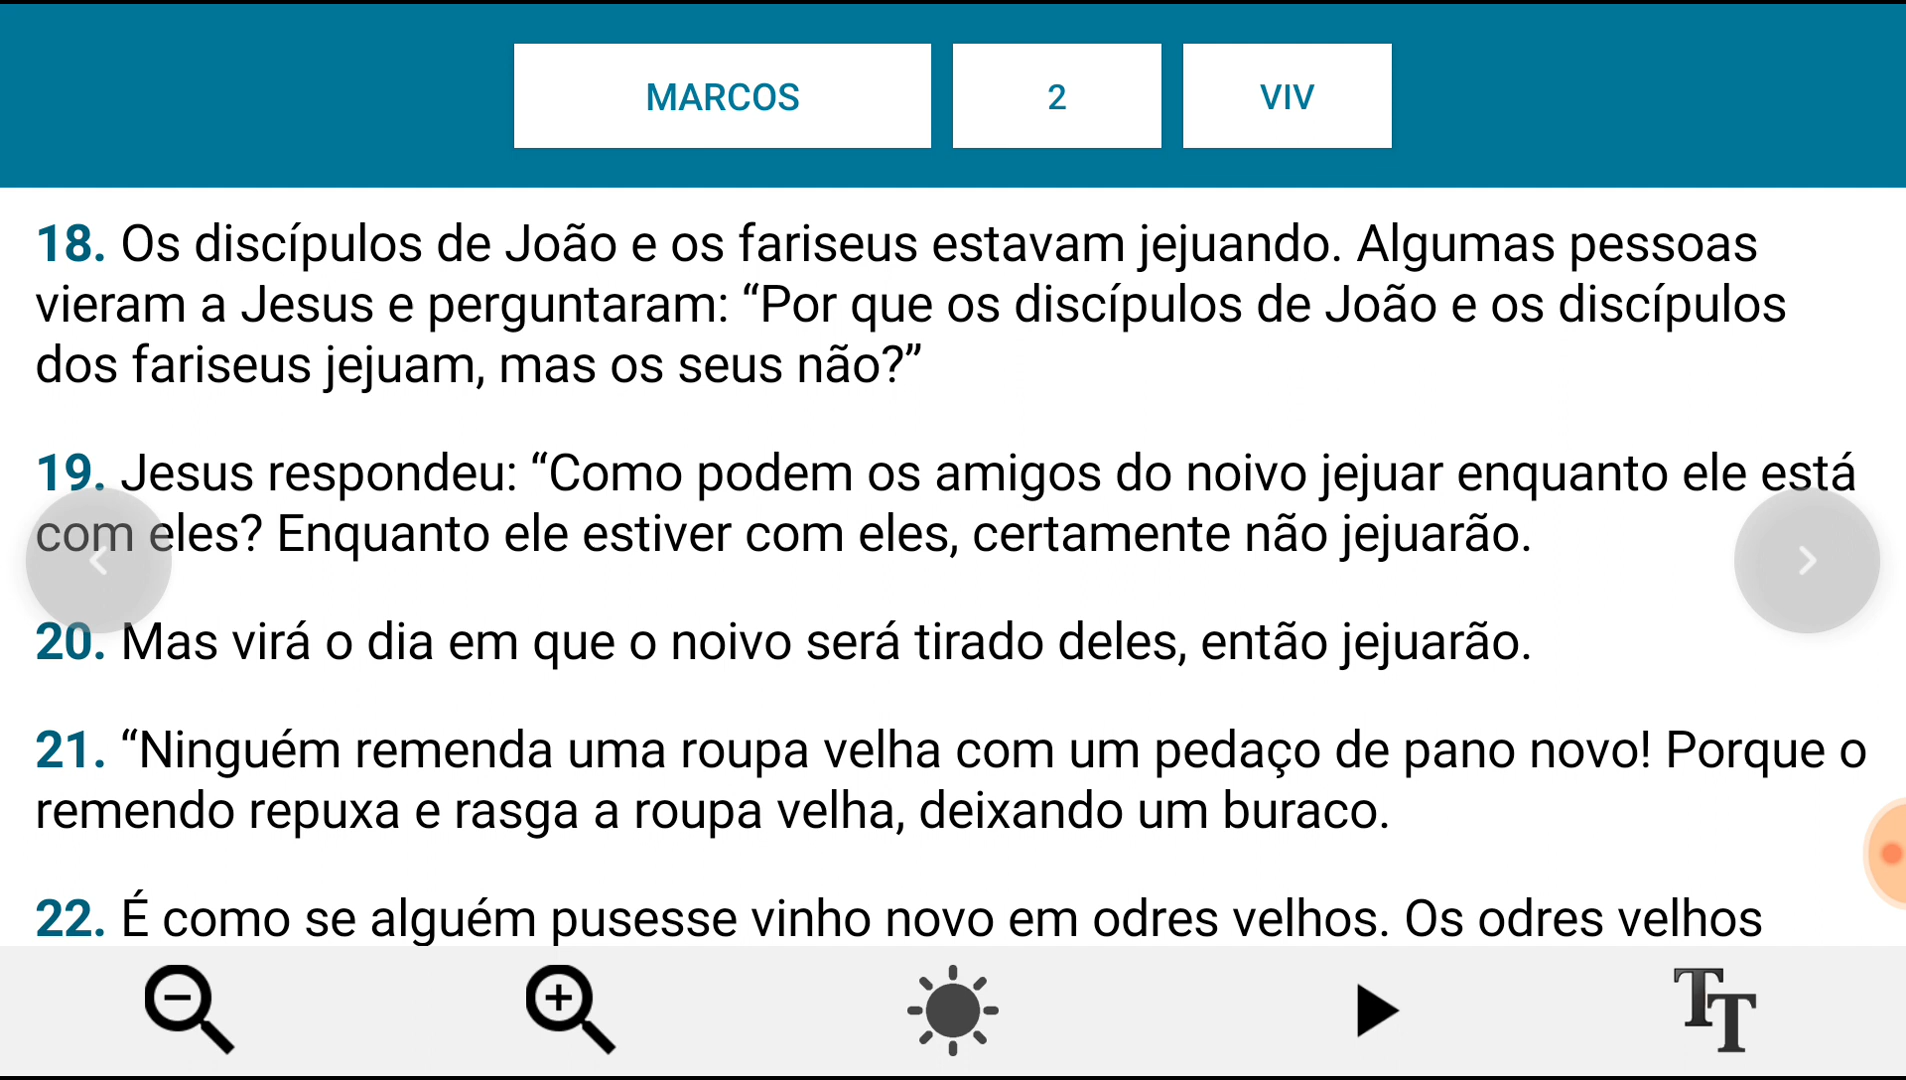 MARCOS 2 VIV
18. Os discípulos de João e os fariseus estavam jejuando. Algumas pessoas
vieram a Jesus e perguntaram: “Por que os discípulos de João e os discípulos
dos fariseus jejuam, mas os seus não?”
19. Jesus respondeu: “Como podem os amigos do noivo jejuar enquanto ele está
com eles? Enquanto ele estiver com eles, certamente não jejuarão.
20. Mas virá o dia em que o noivo será tirado deles, então jejuarão.
21. “Ninguém remenda uma roupa velha com um pedaço de pano novo! Porque o
remendo repuxa e rasga a roupa velha, deixando um buraco.
22. É como se alguém pusesse vinho novo em odres velhos. Os odres velhos
TT